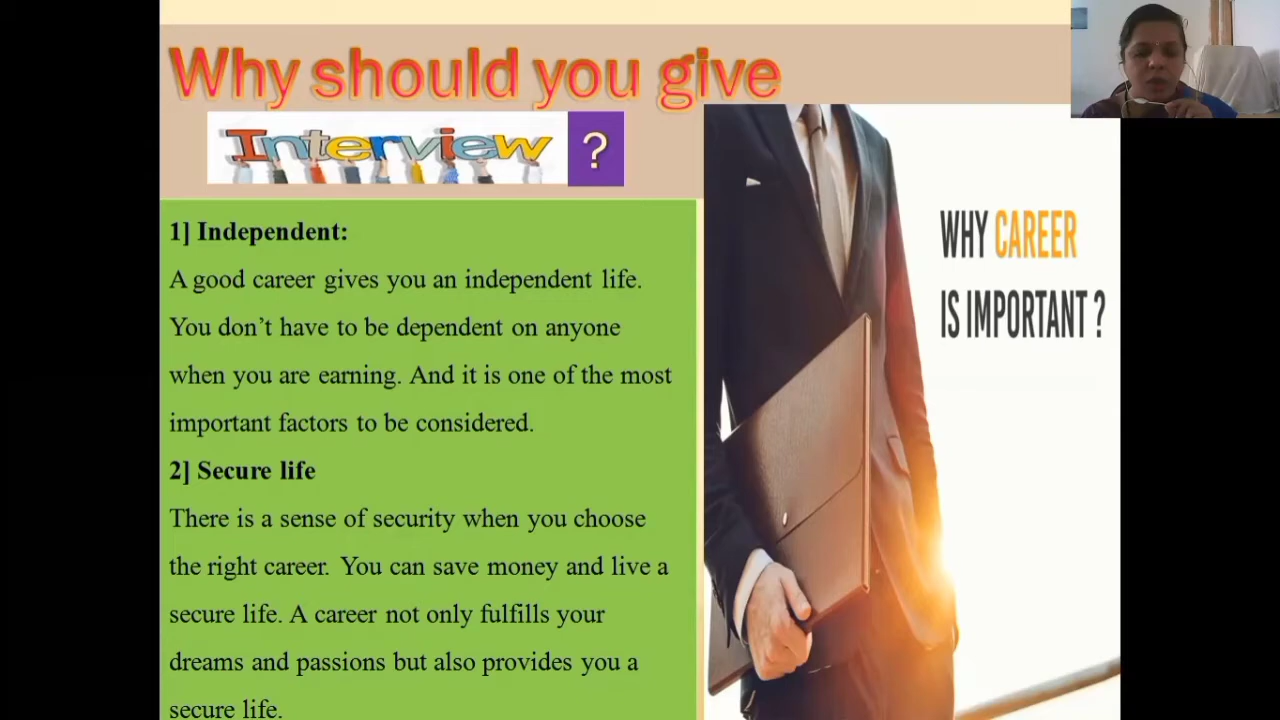 Why should you give
Interview ?
1] Independent:
A good career gives you an independent life.
You don’t have to be dependent on anyone
when you are earning. And it is one of the most
important factors to be considered.
2] Secure life
There is a sense of security when you choose
the right career. You can save money and live a
secure life. A career not only fulfills your
dreams and passions but also provides you a
secure life.
WHY CAREER
IS IMPORTANT ?